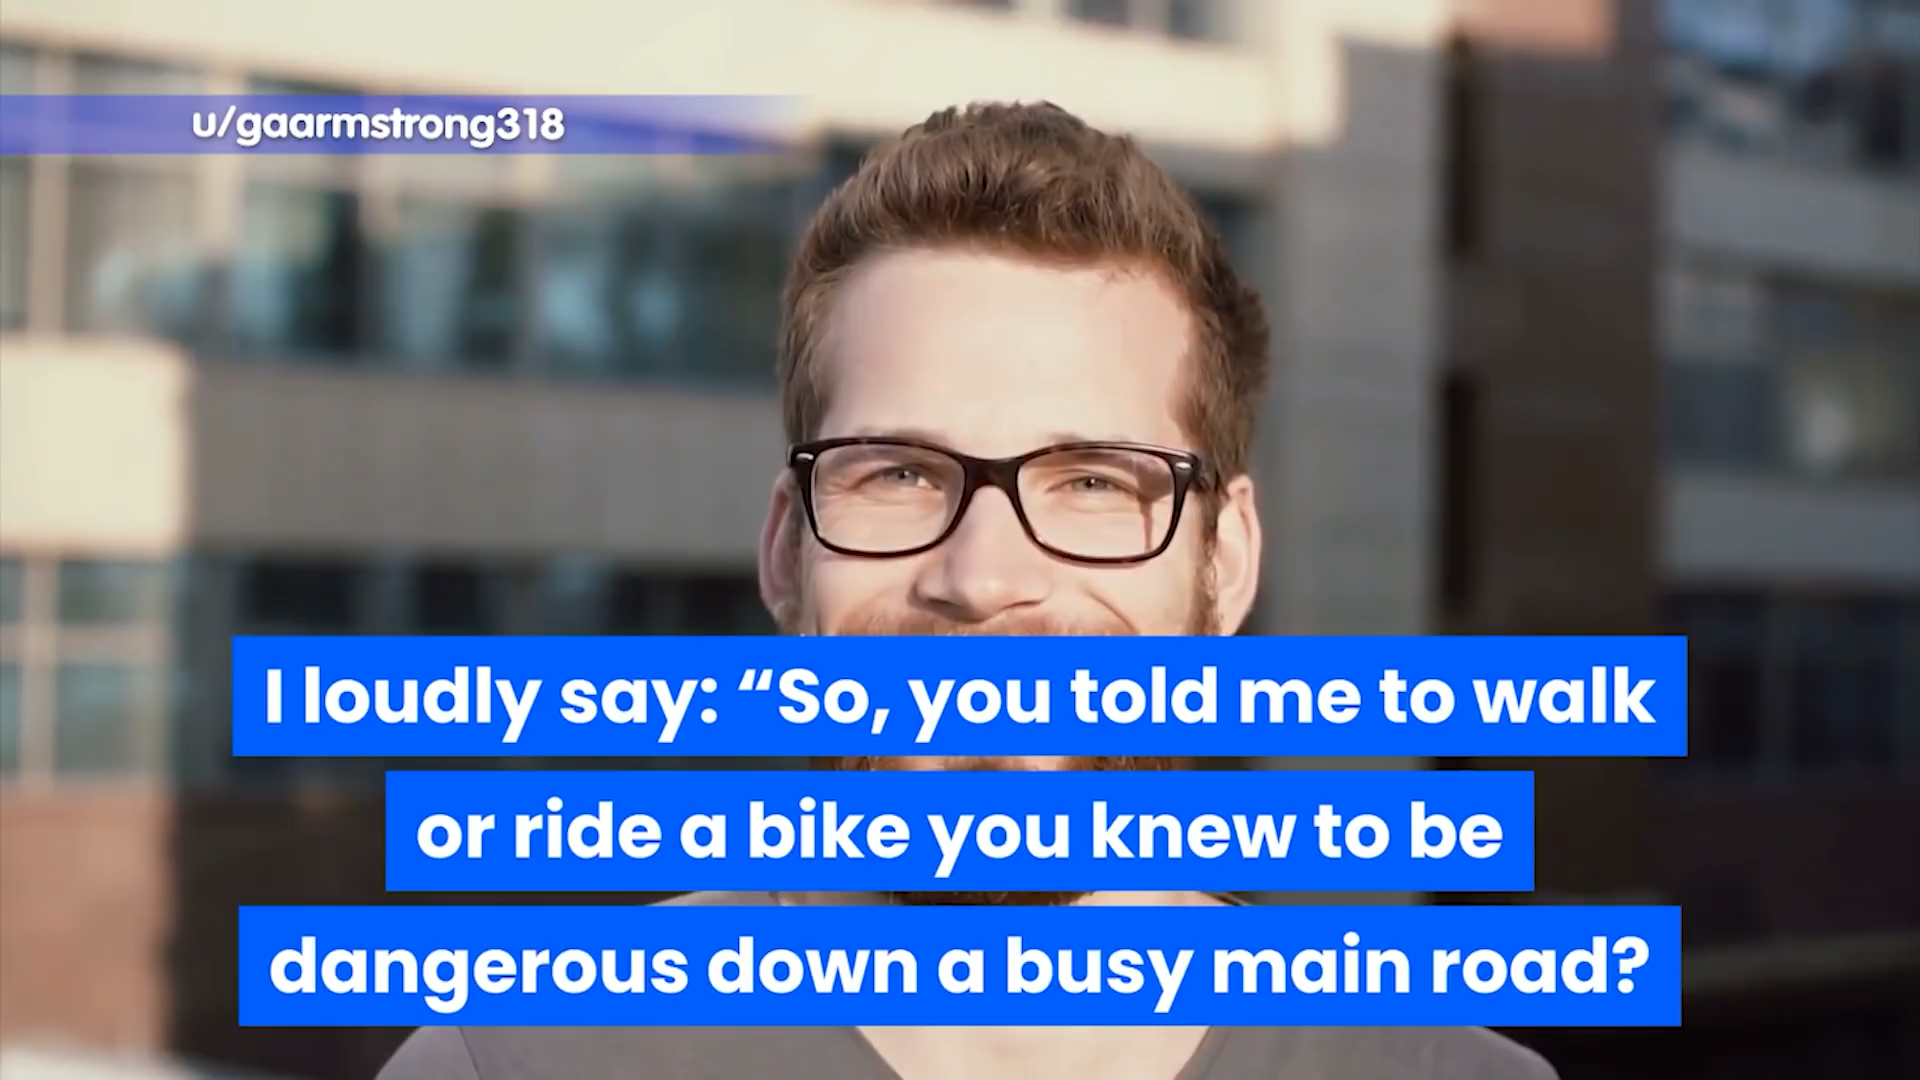 u/gaarmstrong318
I loudly say: “So, you told me to walk
or ride a bike you knew to be
dangerous down a busy main road?